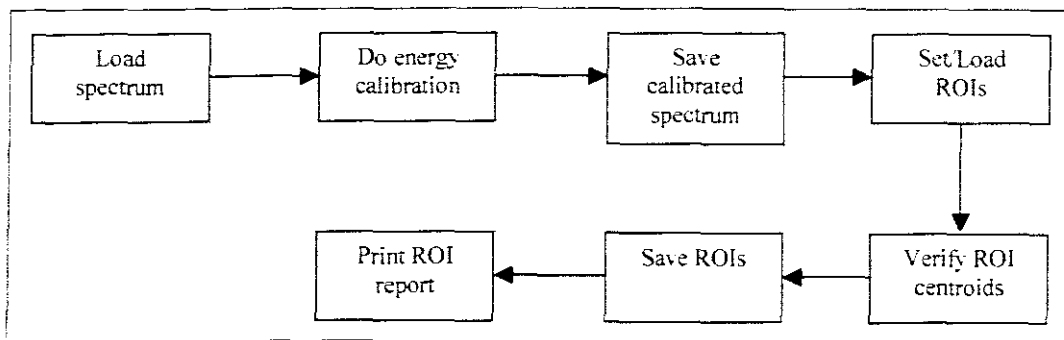 Load
spectrum
Do energy
calibration
Save
calibrated
spectrum
Set/Load
ROIs
Verify ROI
centroids
Save ROIs
Print ROI
report